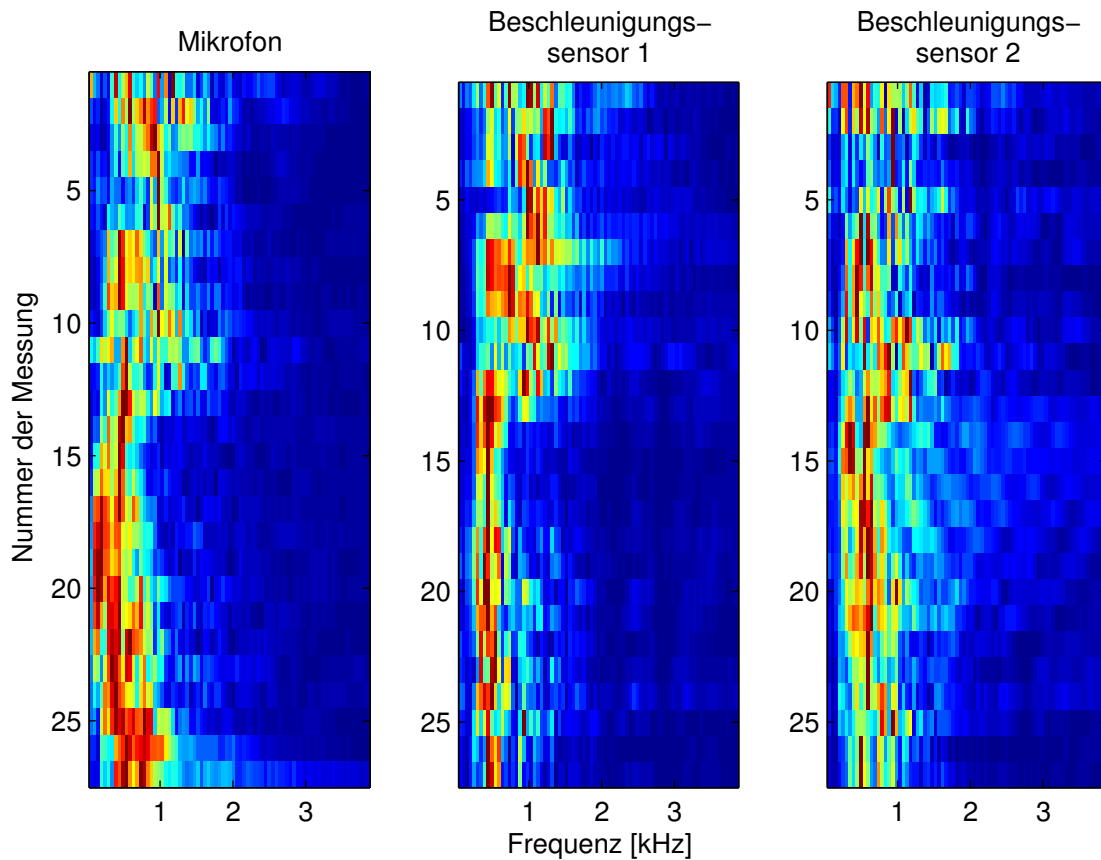 Mikrofon
Beschleunigungs−
sensor 1
Beschleunigungs−
sensor 2
Nummer der Messung
5
10
15
20
25
1 2 3
5
10
15
20
25
1 2 3
5
10
15
20
25
1 2 3
Frequenz [kHz]